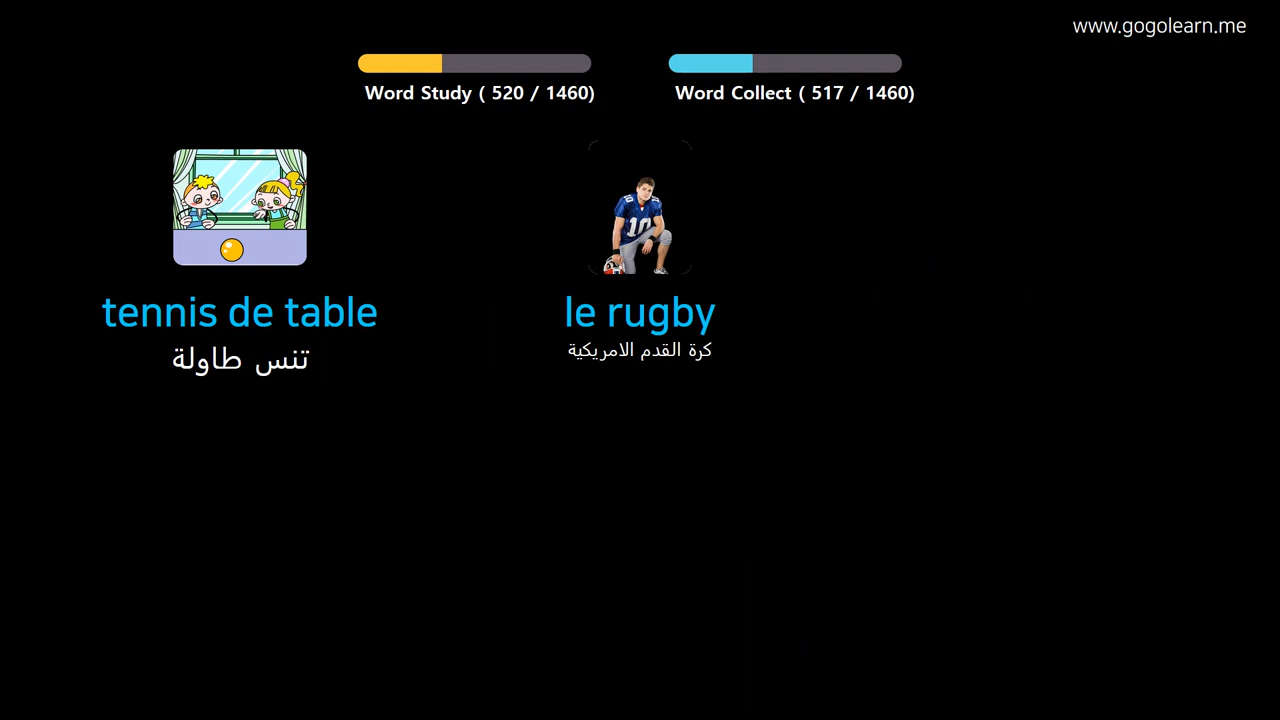 www.gogolearn.me
Word Study ( 520 / 1460)
Word Collect ( 517 / 1460)
tennis de table
تنس طاولة
le rugby
كرة القدم الامريكية
10